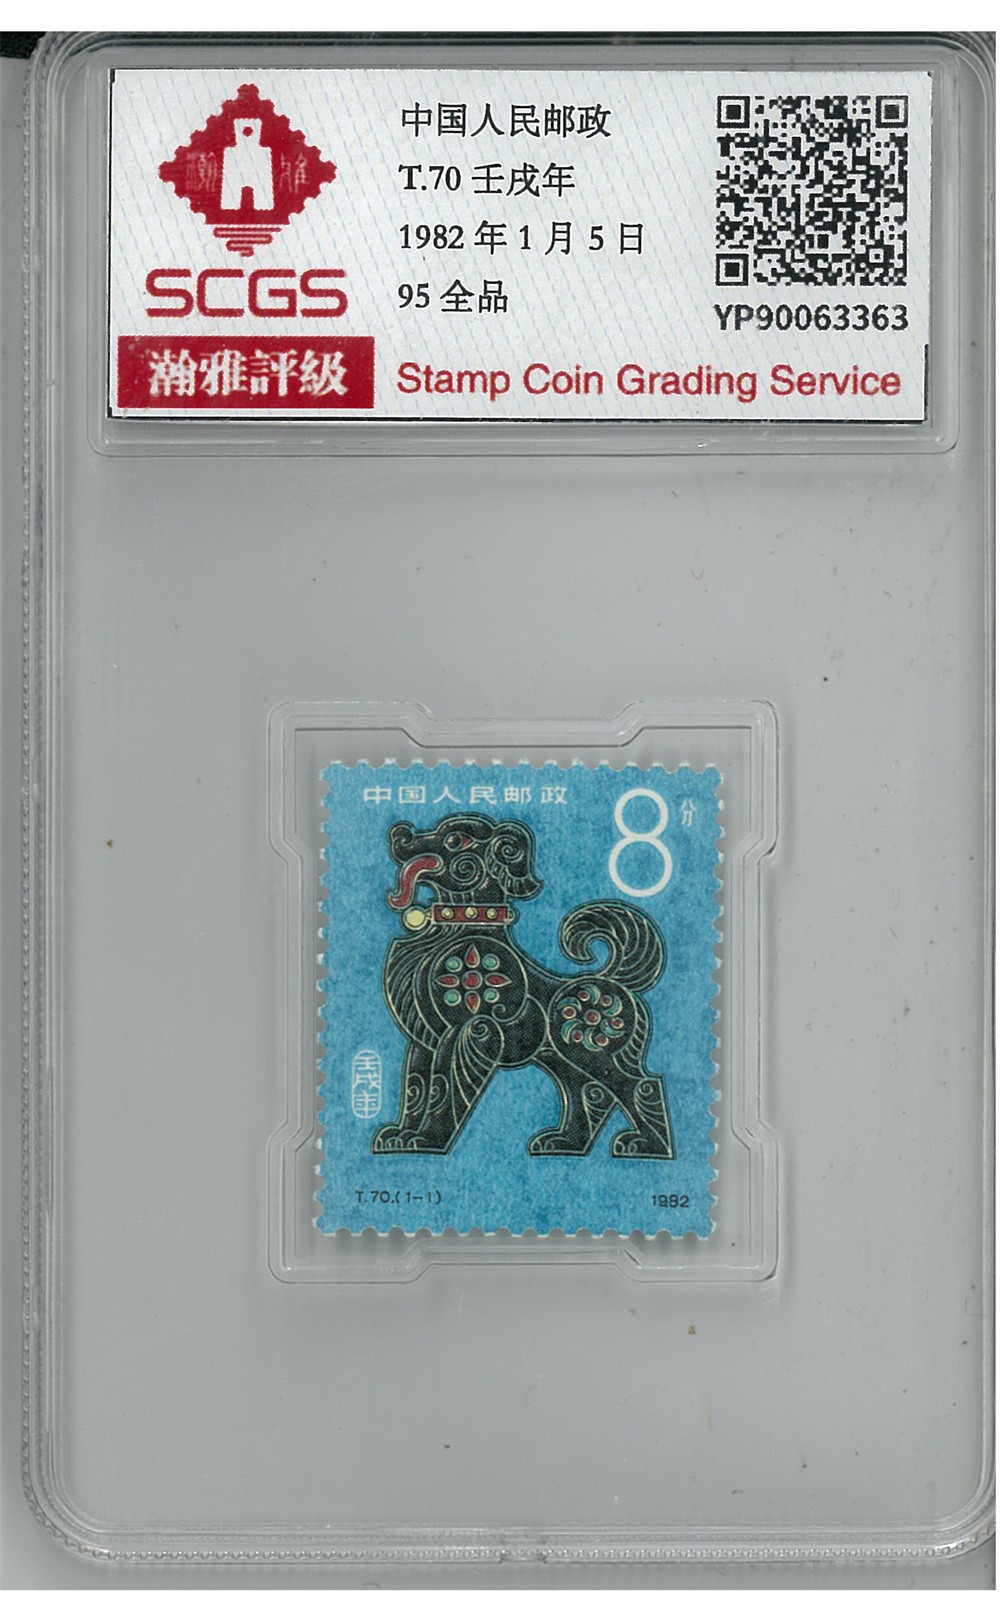 中国人民邮政
T.70 壬戌年
1982 年 1 月 5 日
95 全品
YP90063363
SCGS
瀚雅評級
Stamp Coin Grading Service
中国人民邮政
8分
壬戌年
T.70.(1-1)
1982